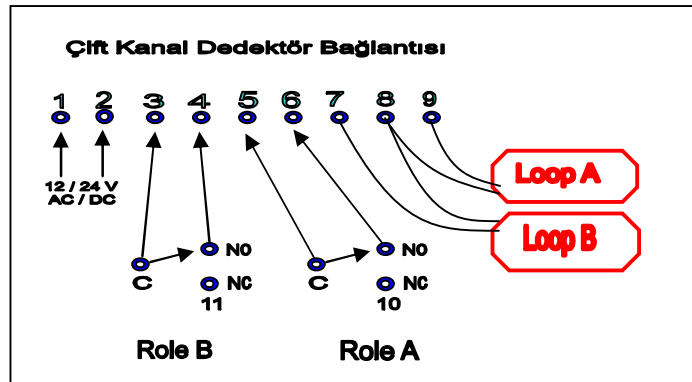 Çift Kanal Dedektör Bağlantısı
1 2 3 4 5 6 7 8 9
12 / 24 V
AC / DC
Loop A
Loop B
C NO C NO
NC NC
11 10
Role B Role A